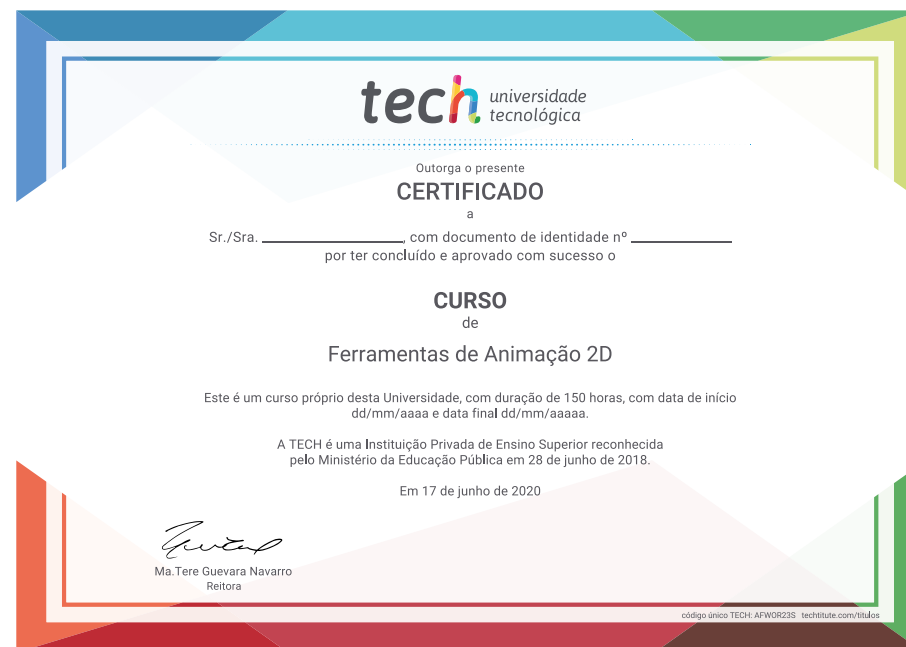 tech universidade
tecnológica
Outorga o presente
CERTIFICADO
a
Sr./Sra. ____________________, com documento de identidade nº ______________
por ter concluído e aprovado com sucesso o
CURSO
de
Ferramentas de Animação 2D
Este é um curso próprio desta Universidade, com duração de 150 horas, com data de início
dd/mm/aaaa e data final dd/mm/aaaaa.
A TECH é uma Instituição Privada de Ensino Superior reconhecida
pelo Ministério da Educação Pública em 28 de junho de 2018.
Em 17 de junho de 2020
Ma.Tere Guevara Navarro
Reitora
código único TECH: AFWOR23S techtitute.com/títulos